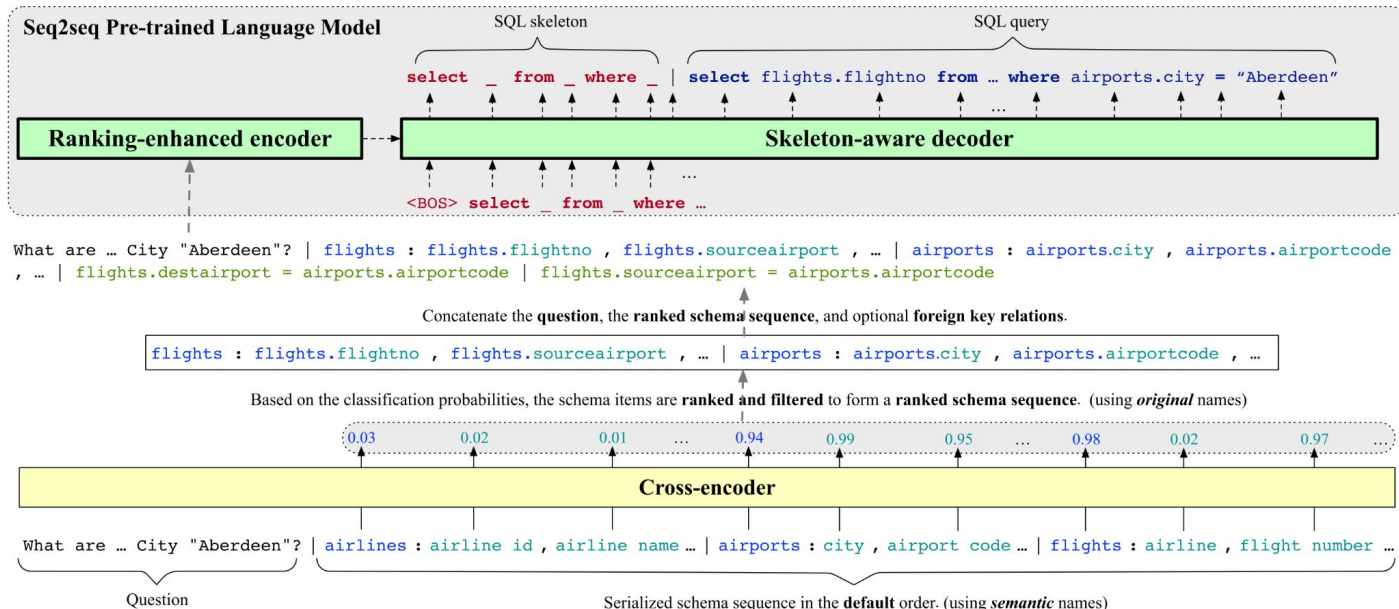 Seq2seq Pre-trained Language Model
SQL skeleton
SQL query
select _ from _ where _ | select flights.flightno from … where airports.city = “Aberdeen”
...
Ranking-enhanced encoder
Skeleton-aware decoder
...
<BOS> select _ from _ where …
What are … City "Aberdeen"? | flights : flights.flightno , flights.sourceairport , … | airports : airports.city , airports.airportcode
, … | flights.destairport = airports.airportcode | flights.sourceairport = airports.airportcode
Concatenate the question, the ranked schema sequence, and optional foreign key relations.
flights : flights.flightno , flights.sourceairport , … | airports : airports.city , airports.airportcode , …
Based on the classification probabilities, the schema items are ranked and filtered to form a ranked schema sequence. (using original names)
0.03 0.02 0.01 ... 0.94 0.99 0.95 ... 0.98 0.02 0.97 ...
Cross-encoder
What are … City "Aberdeen"? | airlines : airline id , airline name … | airports : city , airport code … | flights : airline , flight number …
Question
Serialized schema sequence in the default order. (using semantic names)